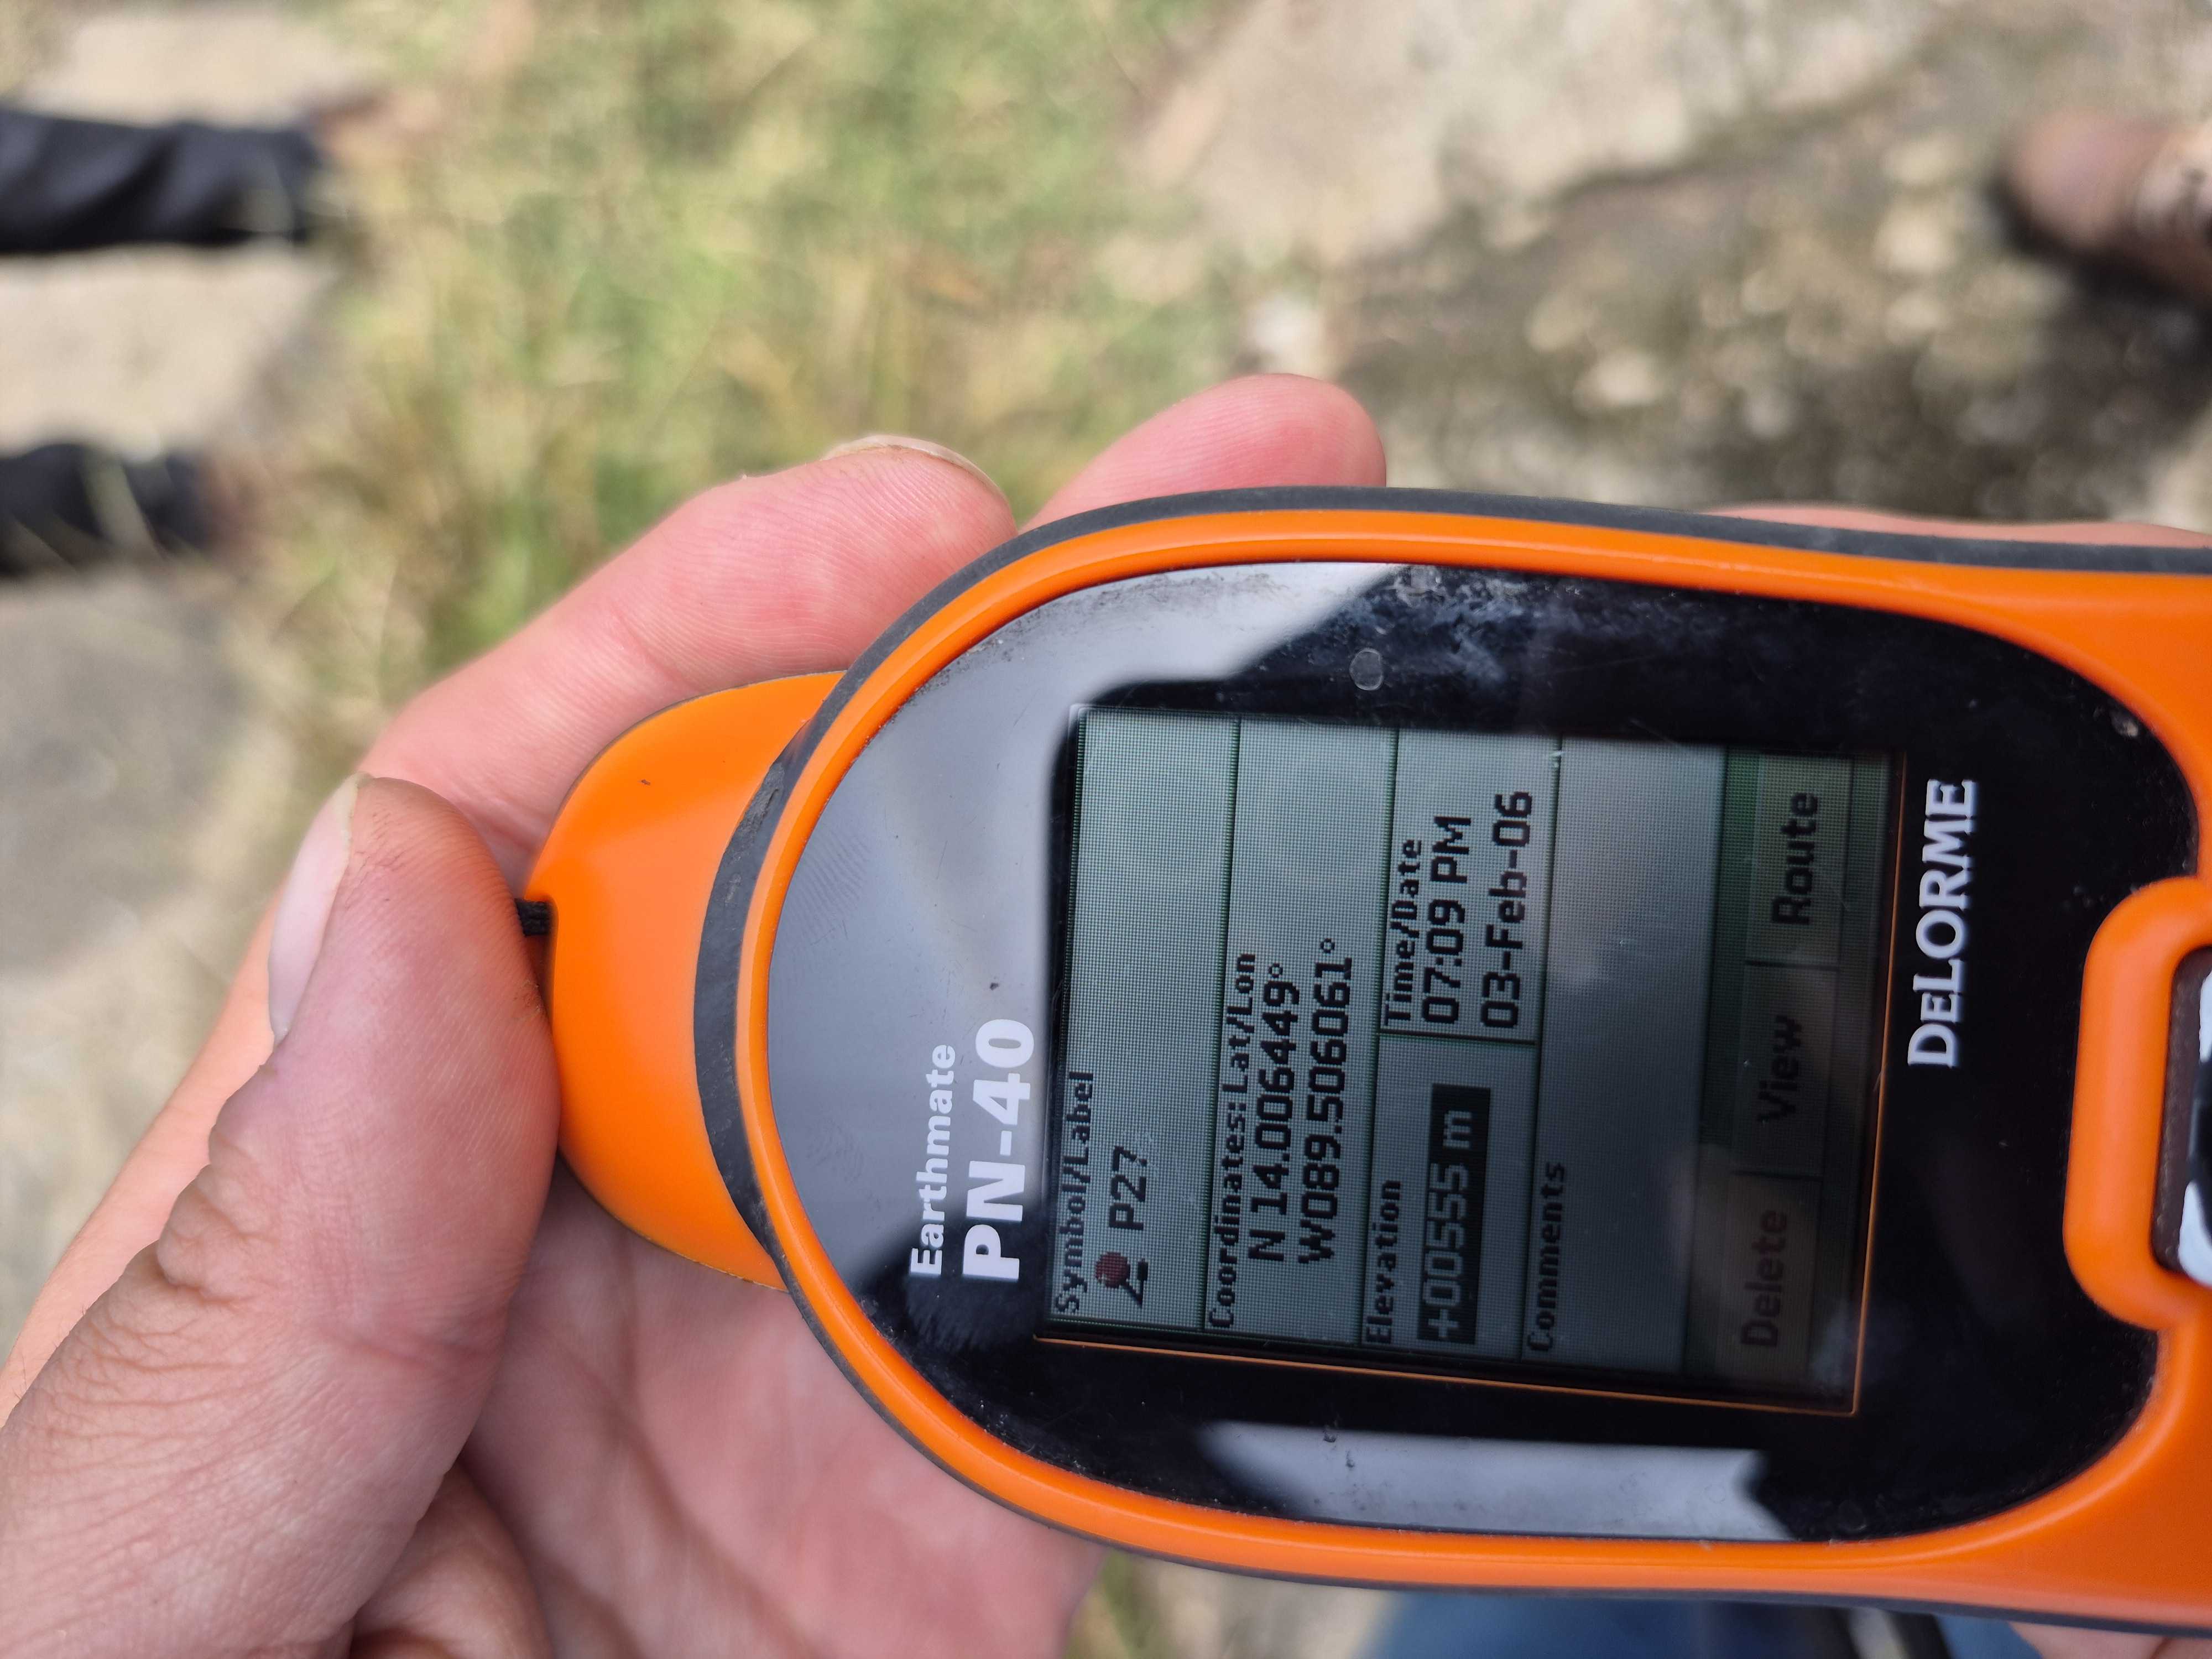 Earthmate
PN-40
Symbol/Label
P27
Coordinates: Lat/Lon
N 14.006449°
W089.506061°
Elevation
+00555 m
Time/Date
07:09 PM
03-Feb-06
Comments
Delete View Route
DELORME